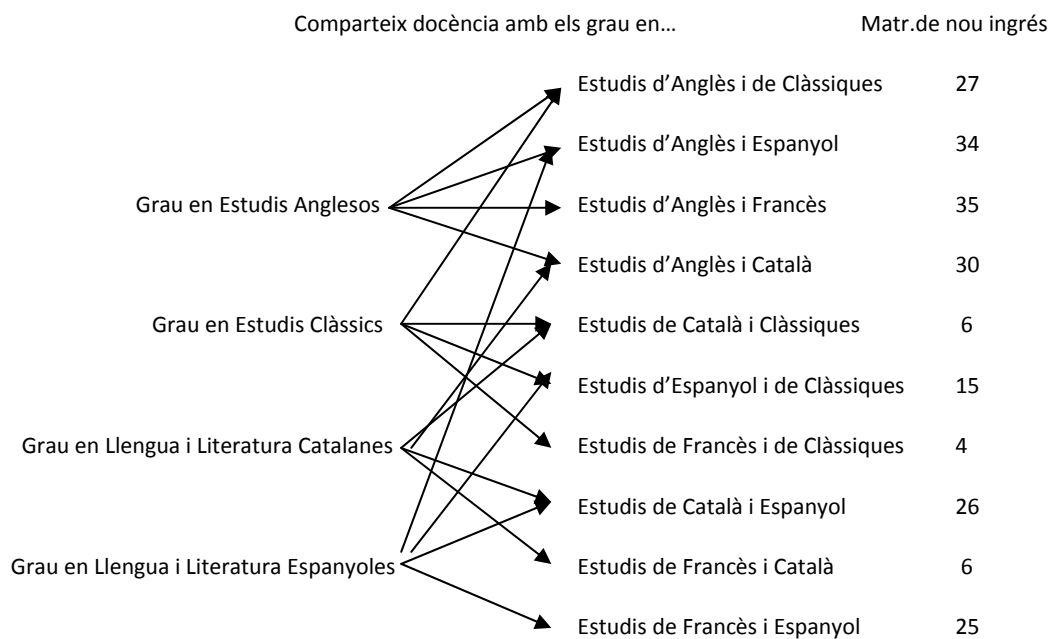 Comparteix docència amb els grau en… Matr.de nou ingrés
Estudis d’Anglès i de Clàssiques 27
Estudis d’Anglès i Espanyol 34
Grau en Estudis Anglesos Estudis d’Anglès i Francès 35
Estudis d’Anglès i Català 30
Grau en Estudis Clàssics Estudis de Català i Clàssiques 6
Estudis d’Espanyol i de Clàssiques 15
Grau en Llengua i Literatura Catalanes Estudis de Francès i de Clàssiques 4
Estudis de Català i Espanyol 26
Grau en Llengua i Literatura Espanyoles Estudis de Francès i Català 6
Estudis de Francès i Espanyol 25